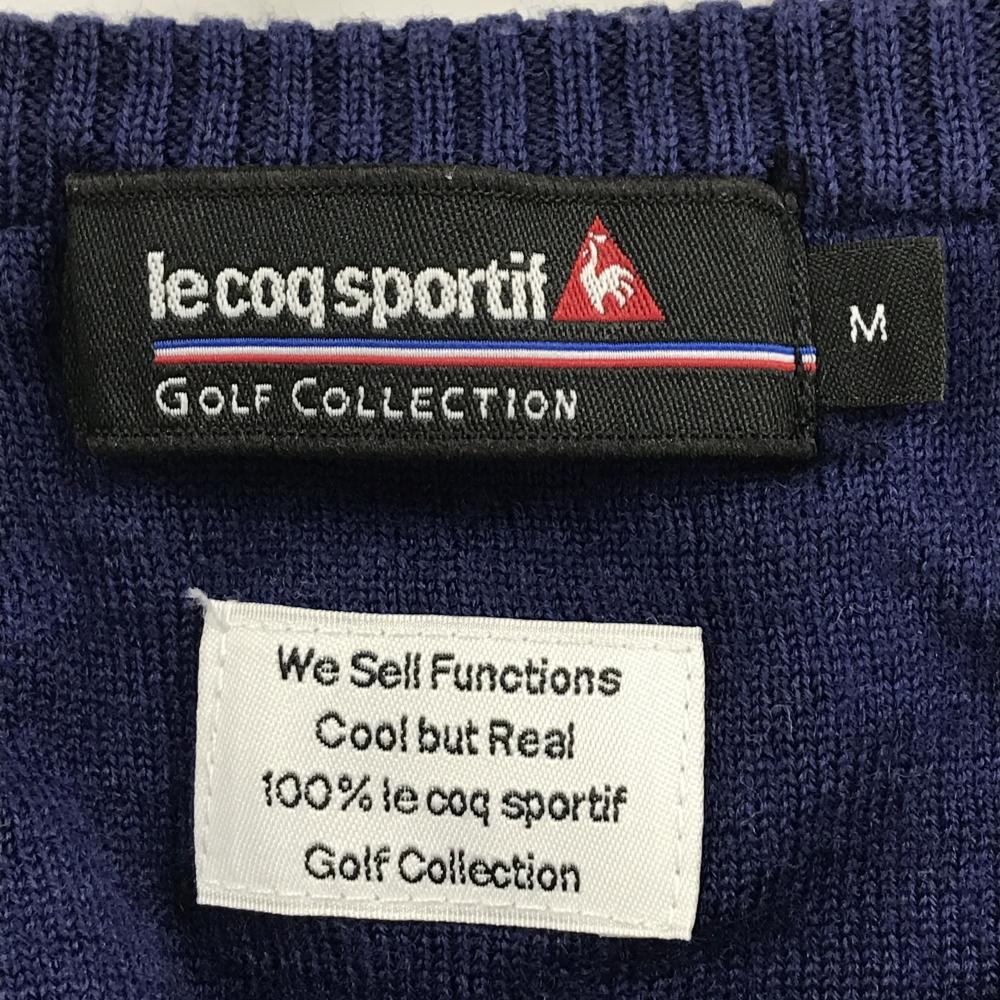 le coq sportif
GOLF COLLECTION
M
We Sell Functions
Cool but Real
100% le coq sportif
Golf Collection